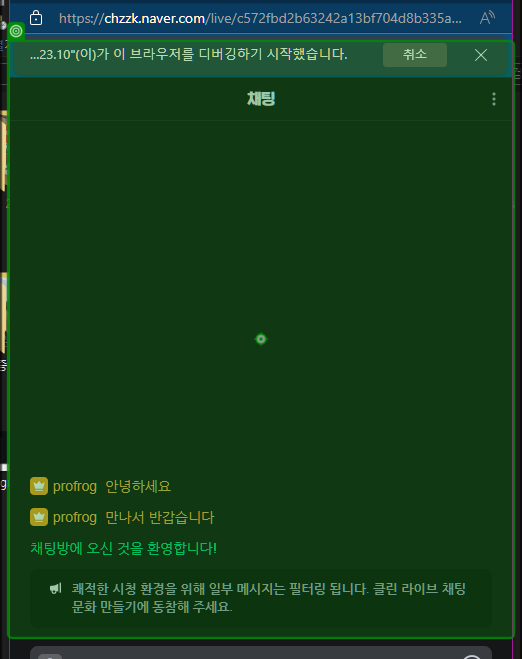 https://chzzk.naver.com/live/c572fbd2b63242a13bf704d8b335a...
...23.10"(이)가 이 브라우저를 디버깅하기 시작했습니다. 취소
채팅
profrog 안녕하세요
profrog 만나서 반갑습니다
채팅방에 오신 것을 환영합니다!
쾌적한 시청 환경을 위해 일부 메시지는 필터링 됩니다. 클린 라이브 채팅
문화 만들기에 동참해 주세요.